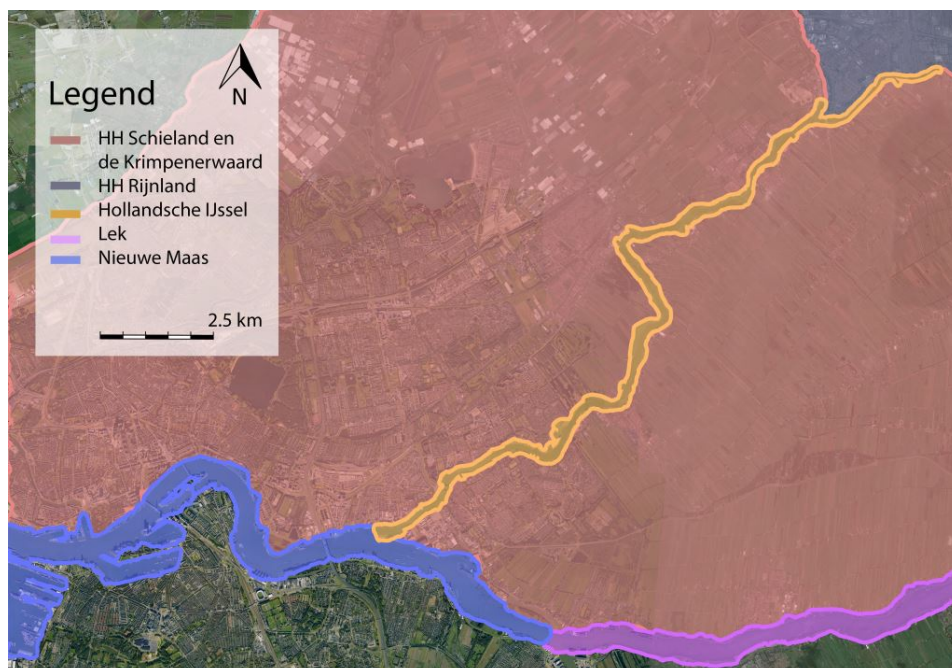 Legend
N
HH Schieland en
de Krimpenerwaard
HH Rijnland
Hollandsche IJssel
Lek
Nieuwe Maas
2.5 km